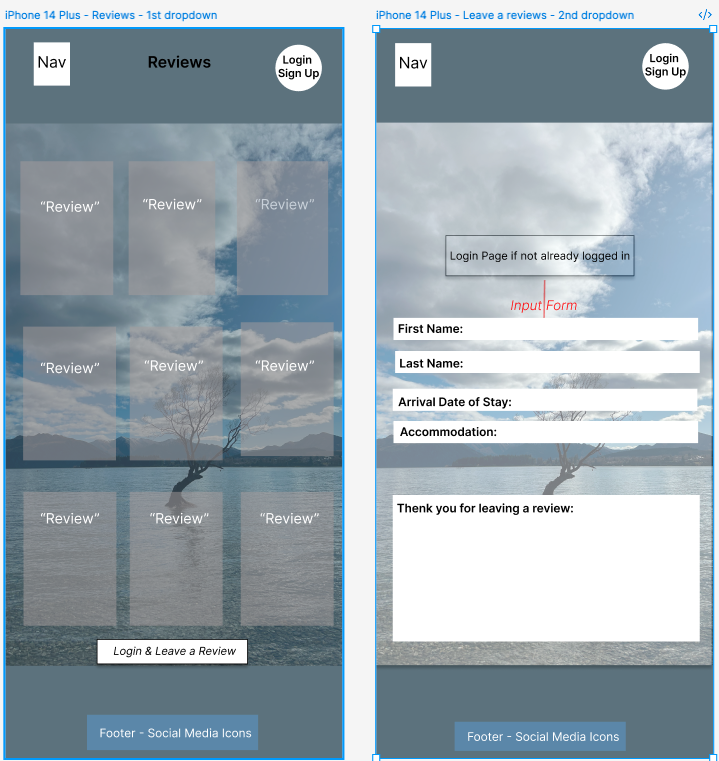 iPhone 14 Plus - Reviews - 1st dropdown
Nav
Reviews
Login
Sign Up
“Review”
“Review”
“Review”
“Review”
“Review”
“Review”
“Review”
“Review”
“Review”
Login & Leave a Review
Footer - Social Media Icons
iPhone 14 Plus - Leave a reviews - 2nd dropdown
Nav
Login
Sign Up
Login Page if not already logged in
Input Form
First Name:
Last Name:
Arrival Date of Stay:
Accommodation:
Thenk you for leaving a review:
Footer - Social Media Icons